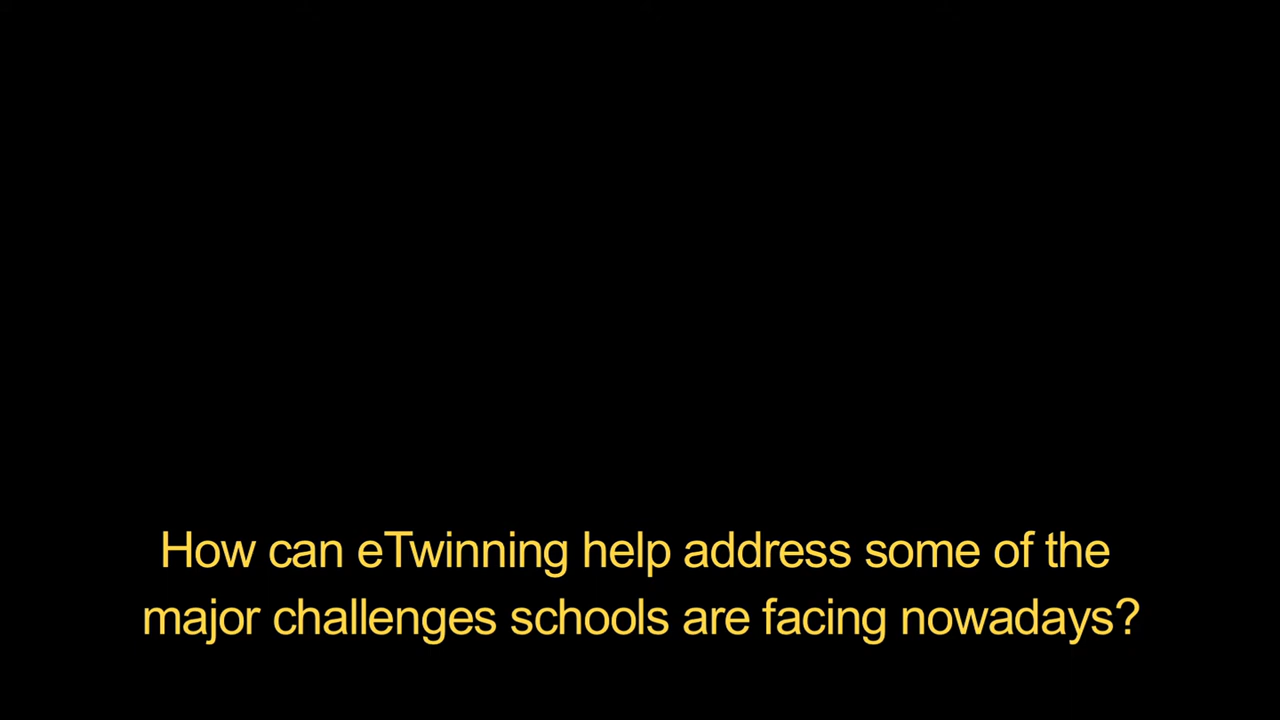 How can eTwinning help address some of the
major challenges schools are facing nowadays?